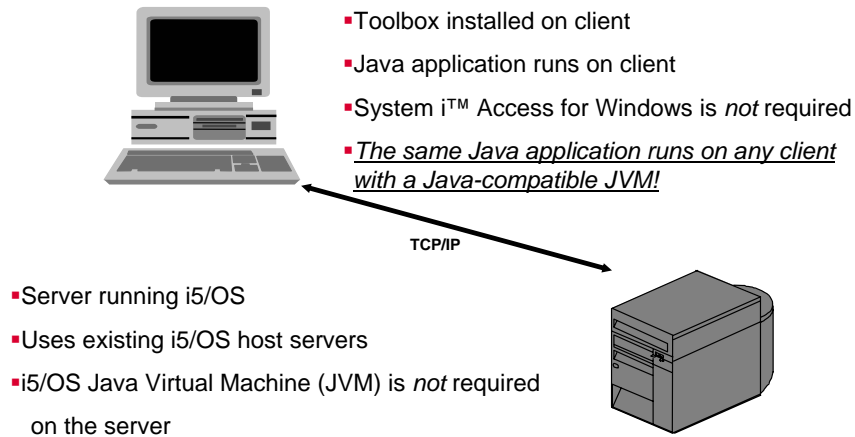 ▪Toolbox installed on client
▪Java application runs on client
▪System i™ Access for Windows is not required
▪The same Java application runs on any client
with a Java-compatible JVM!
TCP/IP
▪Server running i5/OS
▪Uses existing i5/OS host servers
▪i5/OS Java Virtual Machine (JVM) is not required
on the server